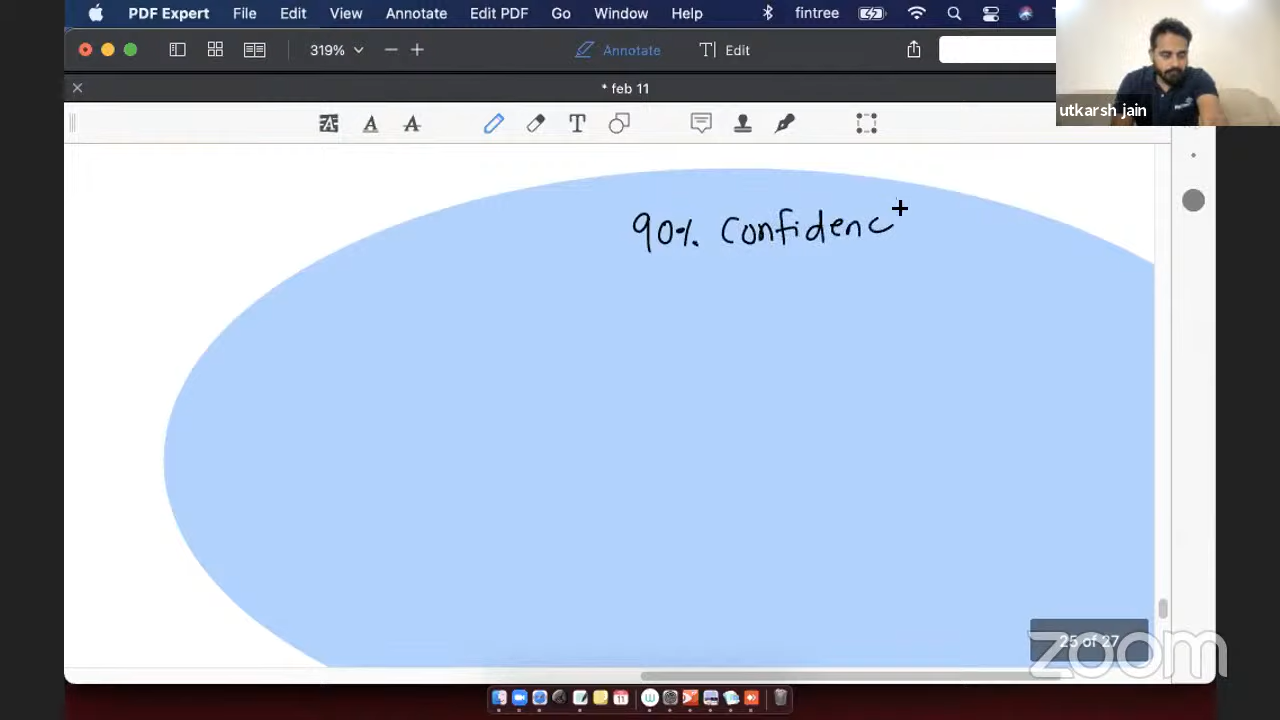 PDF Expert File Edit View Annotate Edit PDF Go Window Help fintree
319% Annotate T| Edit
* feb 11
utkarsh jain
90% Confidenc
25 of 27
zoom
11